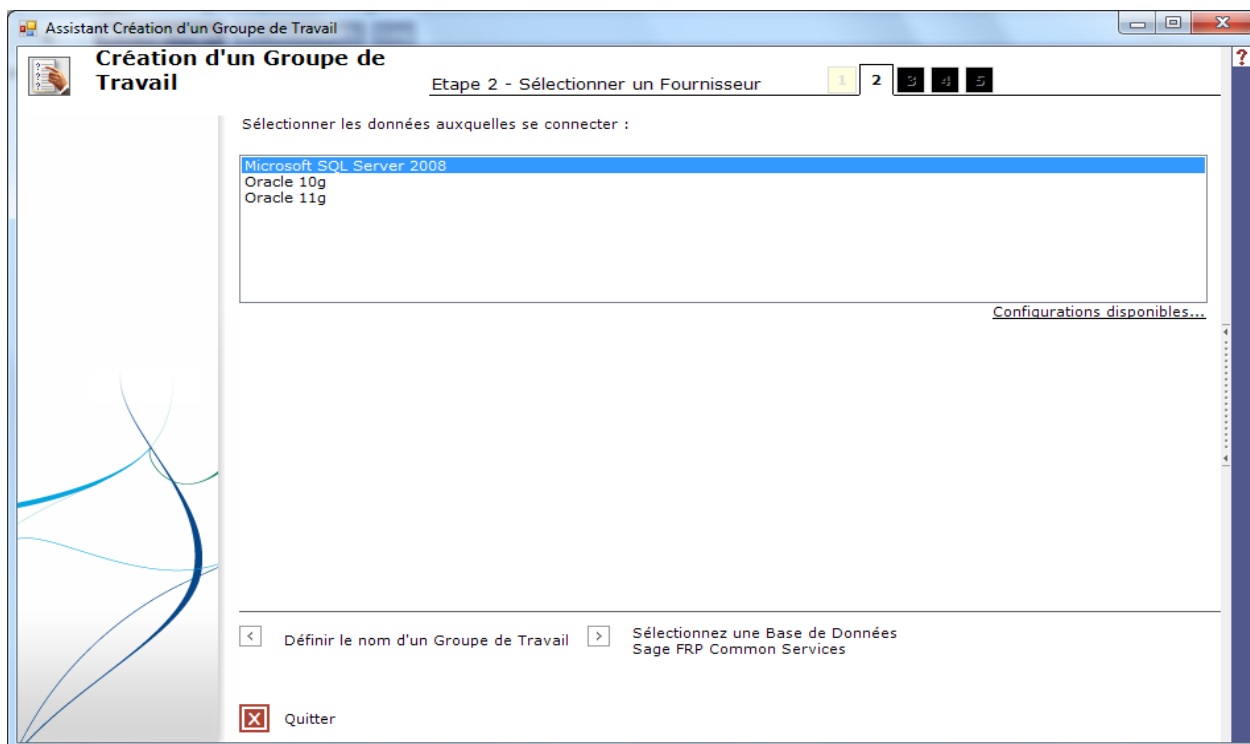 Assistant Création d'un Groupe de Travail
Création d'un Groupe de
Travail
Etape 2 - Sélectionner un Fournisseur
1 2 3 4 5
?
Sélectionner les données auxquelles se connecter :
Microsoft SQL Server 2008
Oracle 10g
Oracle 11g
Configurations disponibles...
< Définir le nom d'un Groupe de Travail
> Sélectionnez une Base de Données
Sage FRP Common Services
Quitter